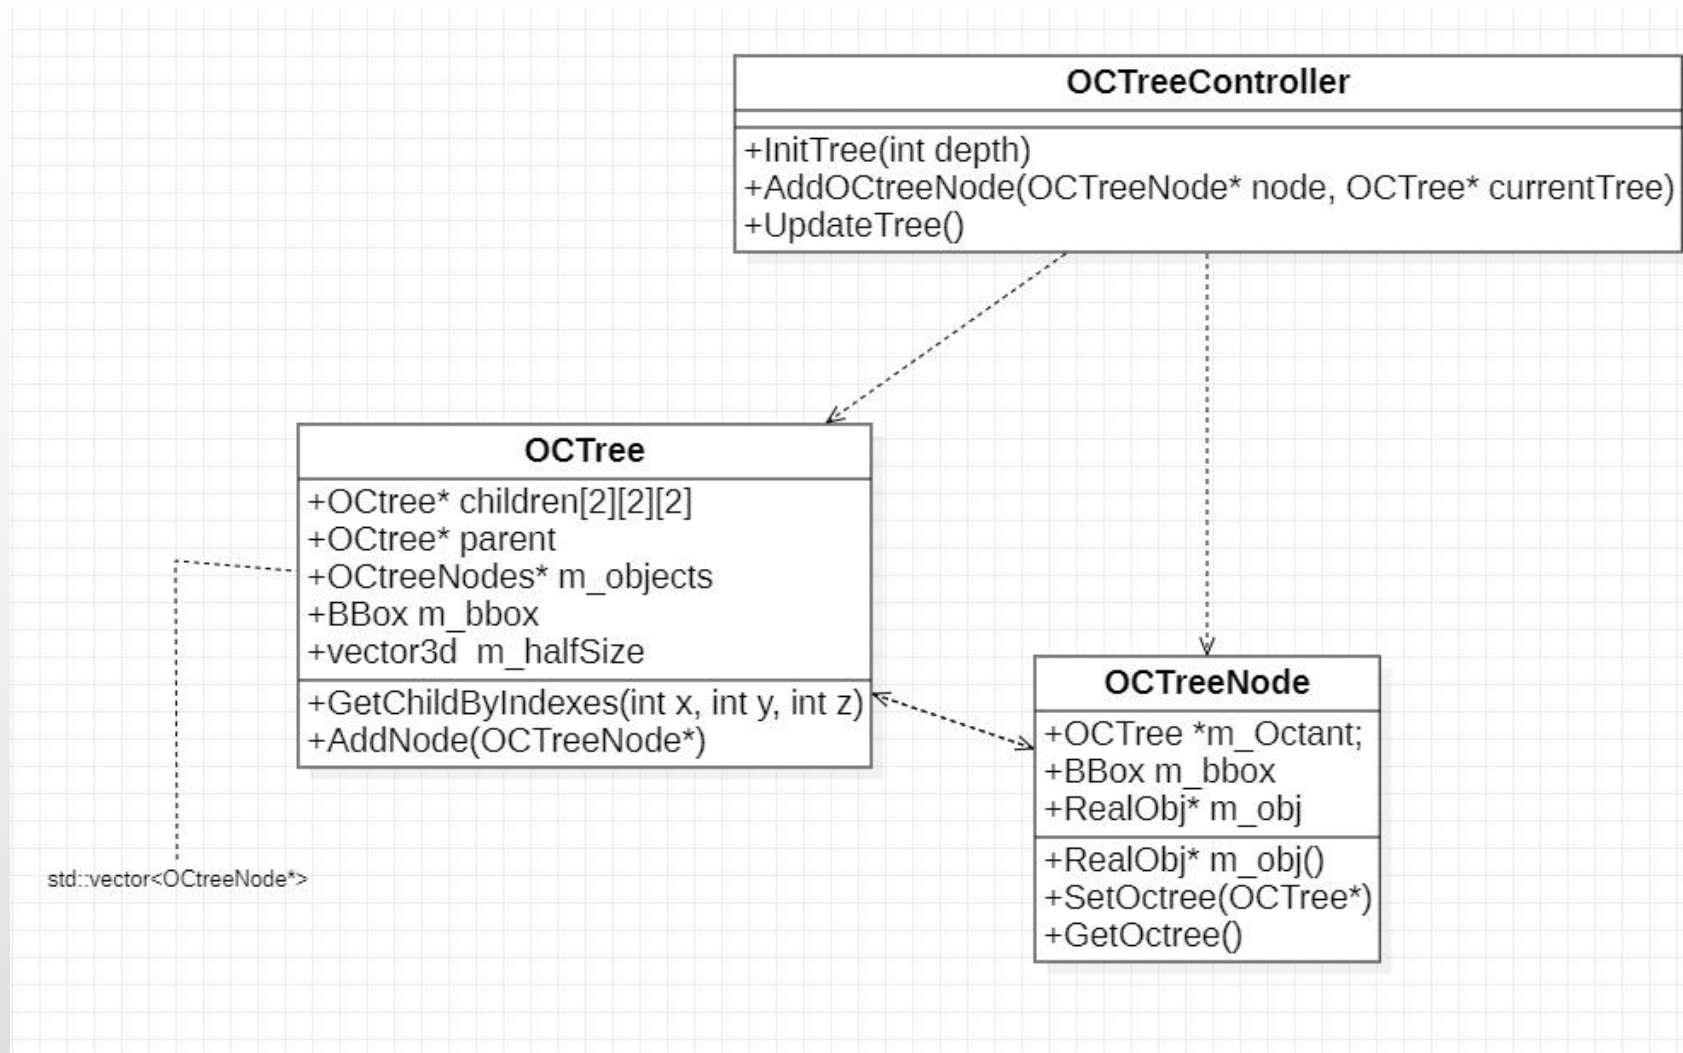 OCTreeController
+InitTree(int depth)
+AddOCtreeNode(OCTreeNode* node, OCTree* currentTree)
+UpdateTree()
OCTree
+OCtree* children[2][2][2]
+OCtree* parent
+OCtreeNodes* m_objects
+BBox m_bbox
+vector3d  m_halfSize
+GetChildByIndexes(int x, int y, int z)
+AddNode(OCTreeNode*)
OCTreeNode
+OCTree *m_Octant;
+BBox m_bbox
+RealObj* m_obj
+RealObj* m_obj()
+SetOctree(OCTree*)
+GetOctree()
std::vector<OCtreeNode*>